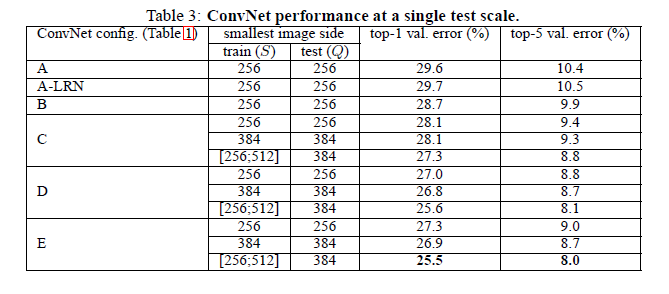 Table 3: ConvNet performance at a single test scale.
ConvNet config. (Table 1) smallest image side top-1 val. error (%) top-5 val. error (%)
train (S) test (Q)
A 256 256 29.6 10.4
A-LRN 256 256 29.7 10.5
B 256 256 28.7 9.9
256 256 28.1 9.4
C 384 384 28.1 9.3
[256;512] 384 27.3 8.8
256 256 27.0 8.8
D 384 384 26.8 8.7
[256;512] 384 25.6 8.1
256 256 27.3 9.0
E 384 384 26.9 8.7
[256;512] 384 25.5 8.0